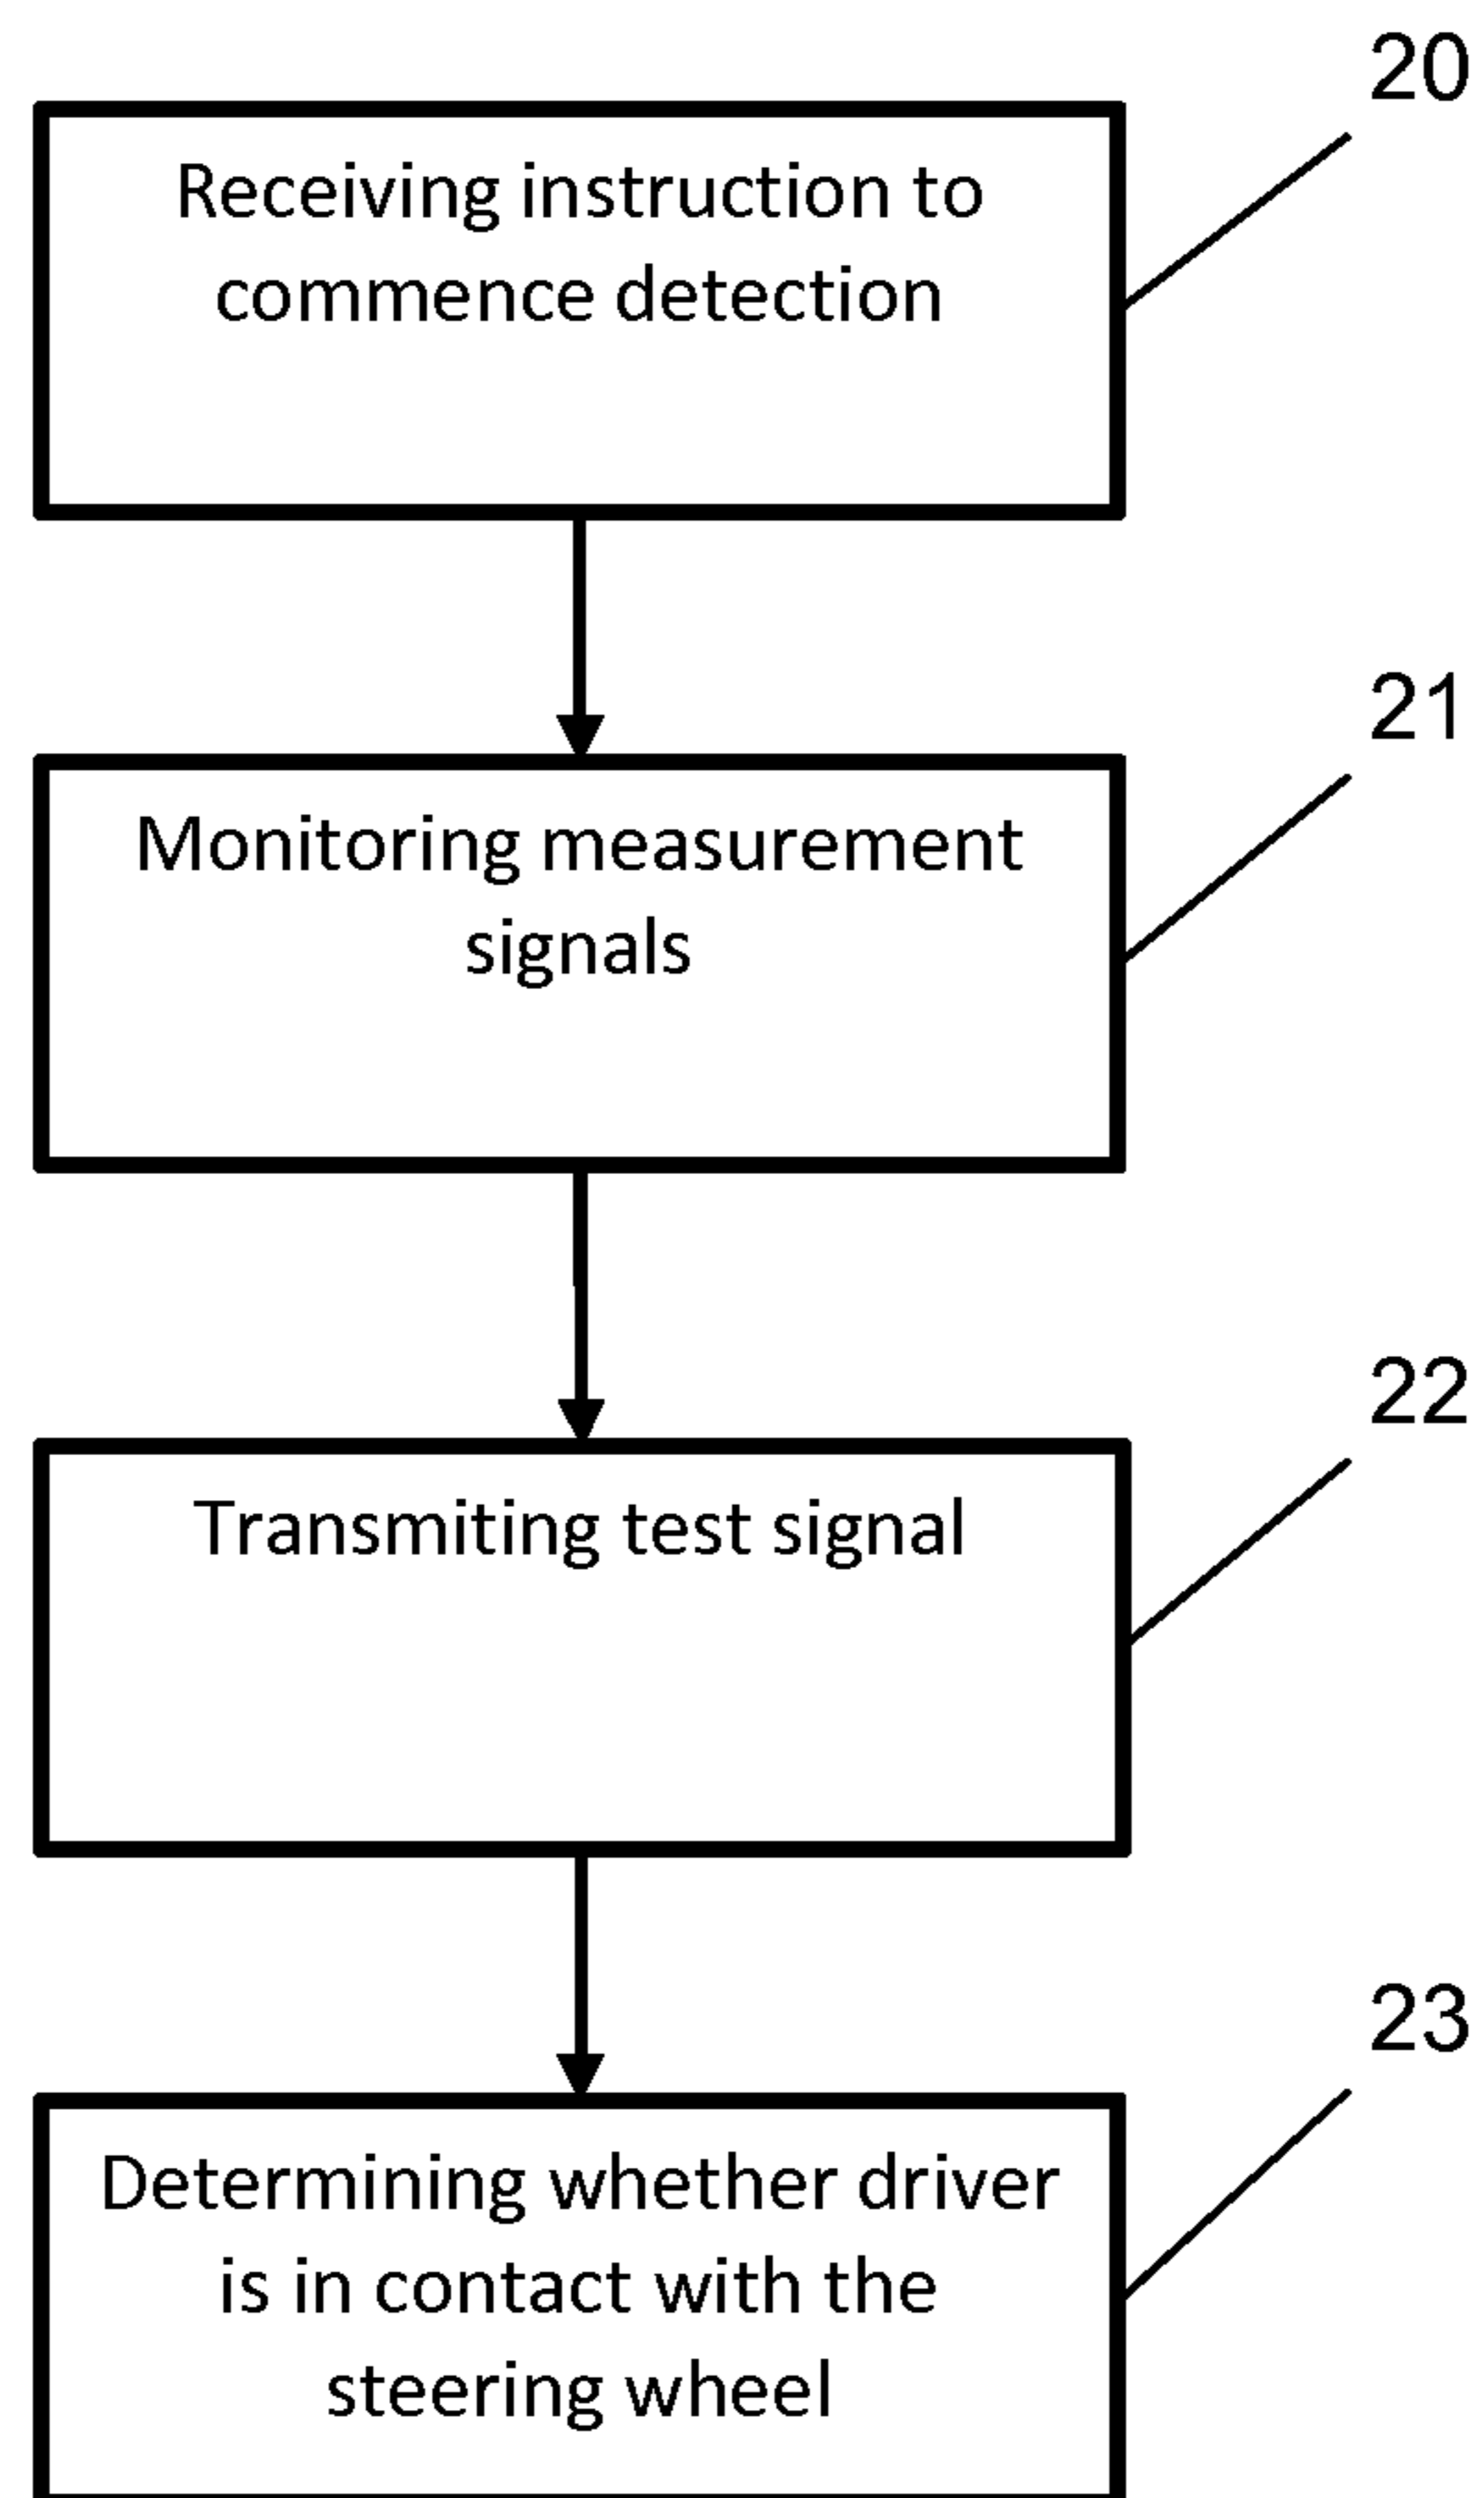 20
Receiving instruction to
commence detection
21
Monitoring measurement
signals
22
Transmiting test signal
23
Determining whether driver
is in contact with the
steering wheel